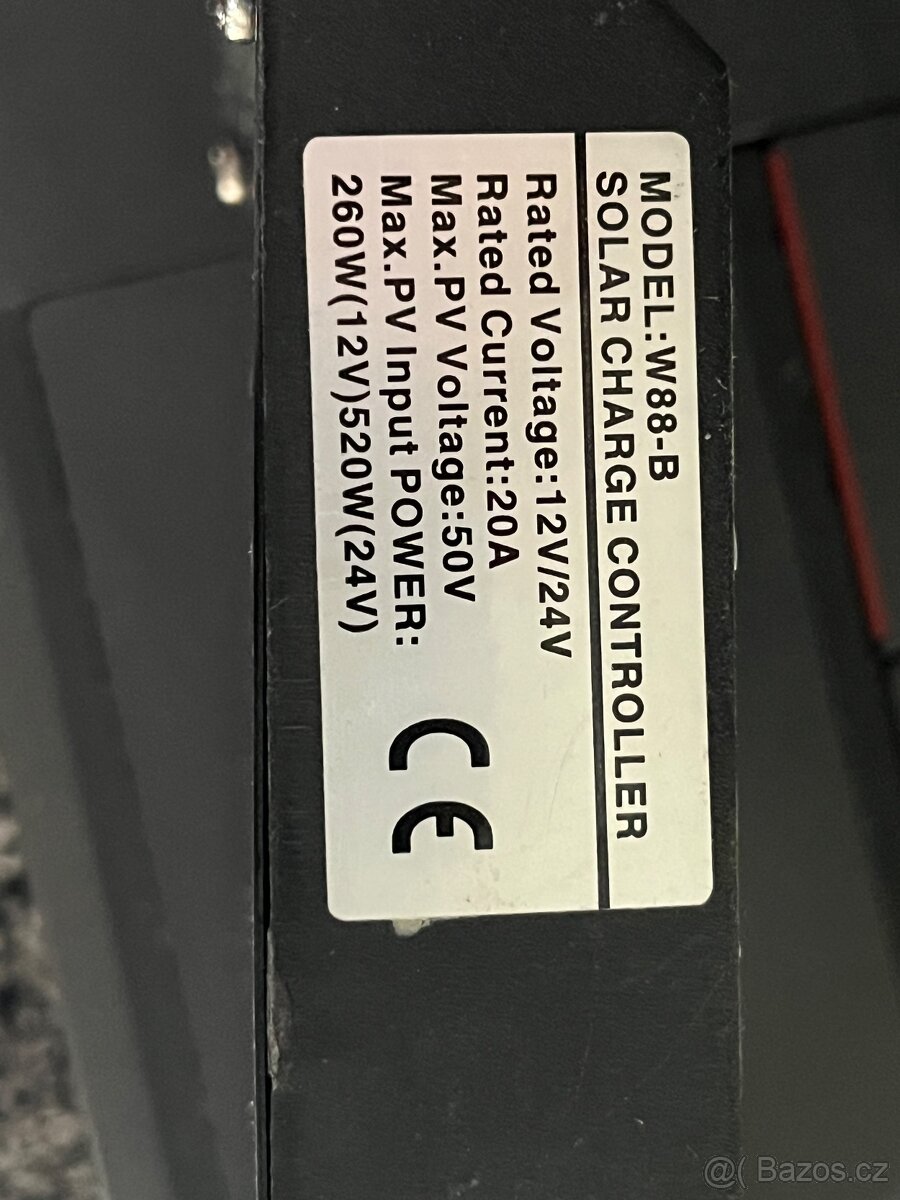 MODEL:W88-B
SOLAR CHARGE CONTROLLER
Rated Voltage:12V/24V
Rated Current:20A
Max.PV Voltage:50V
Max.PV Input POWER:
260W(12V)520W(24V)
CE
@( Bazos.cz